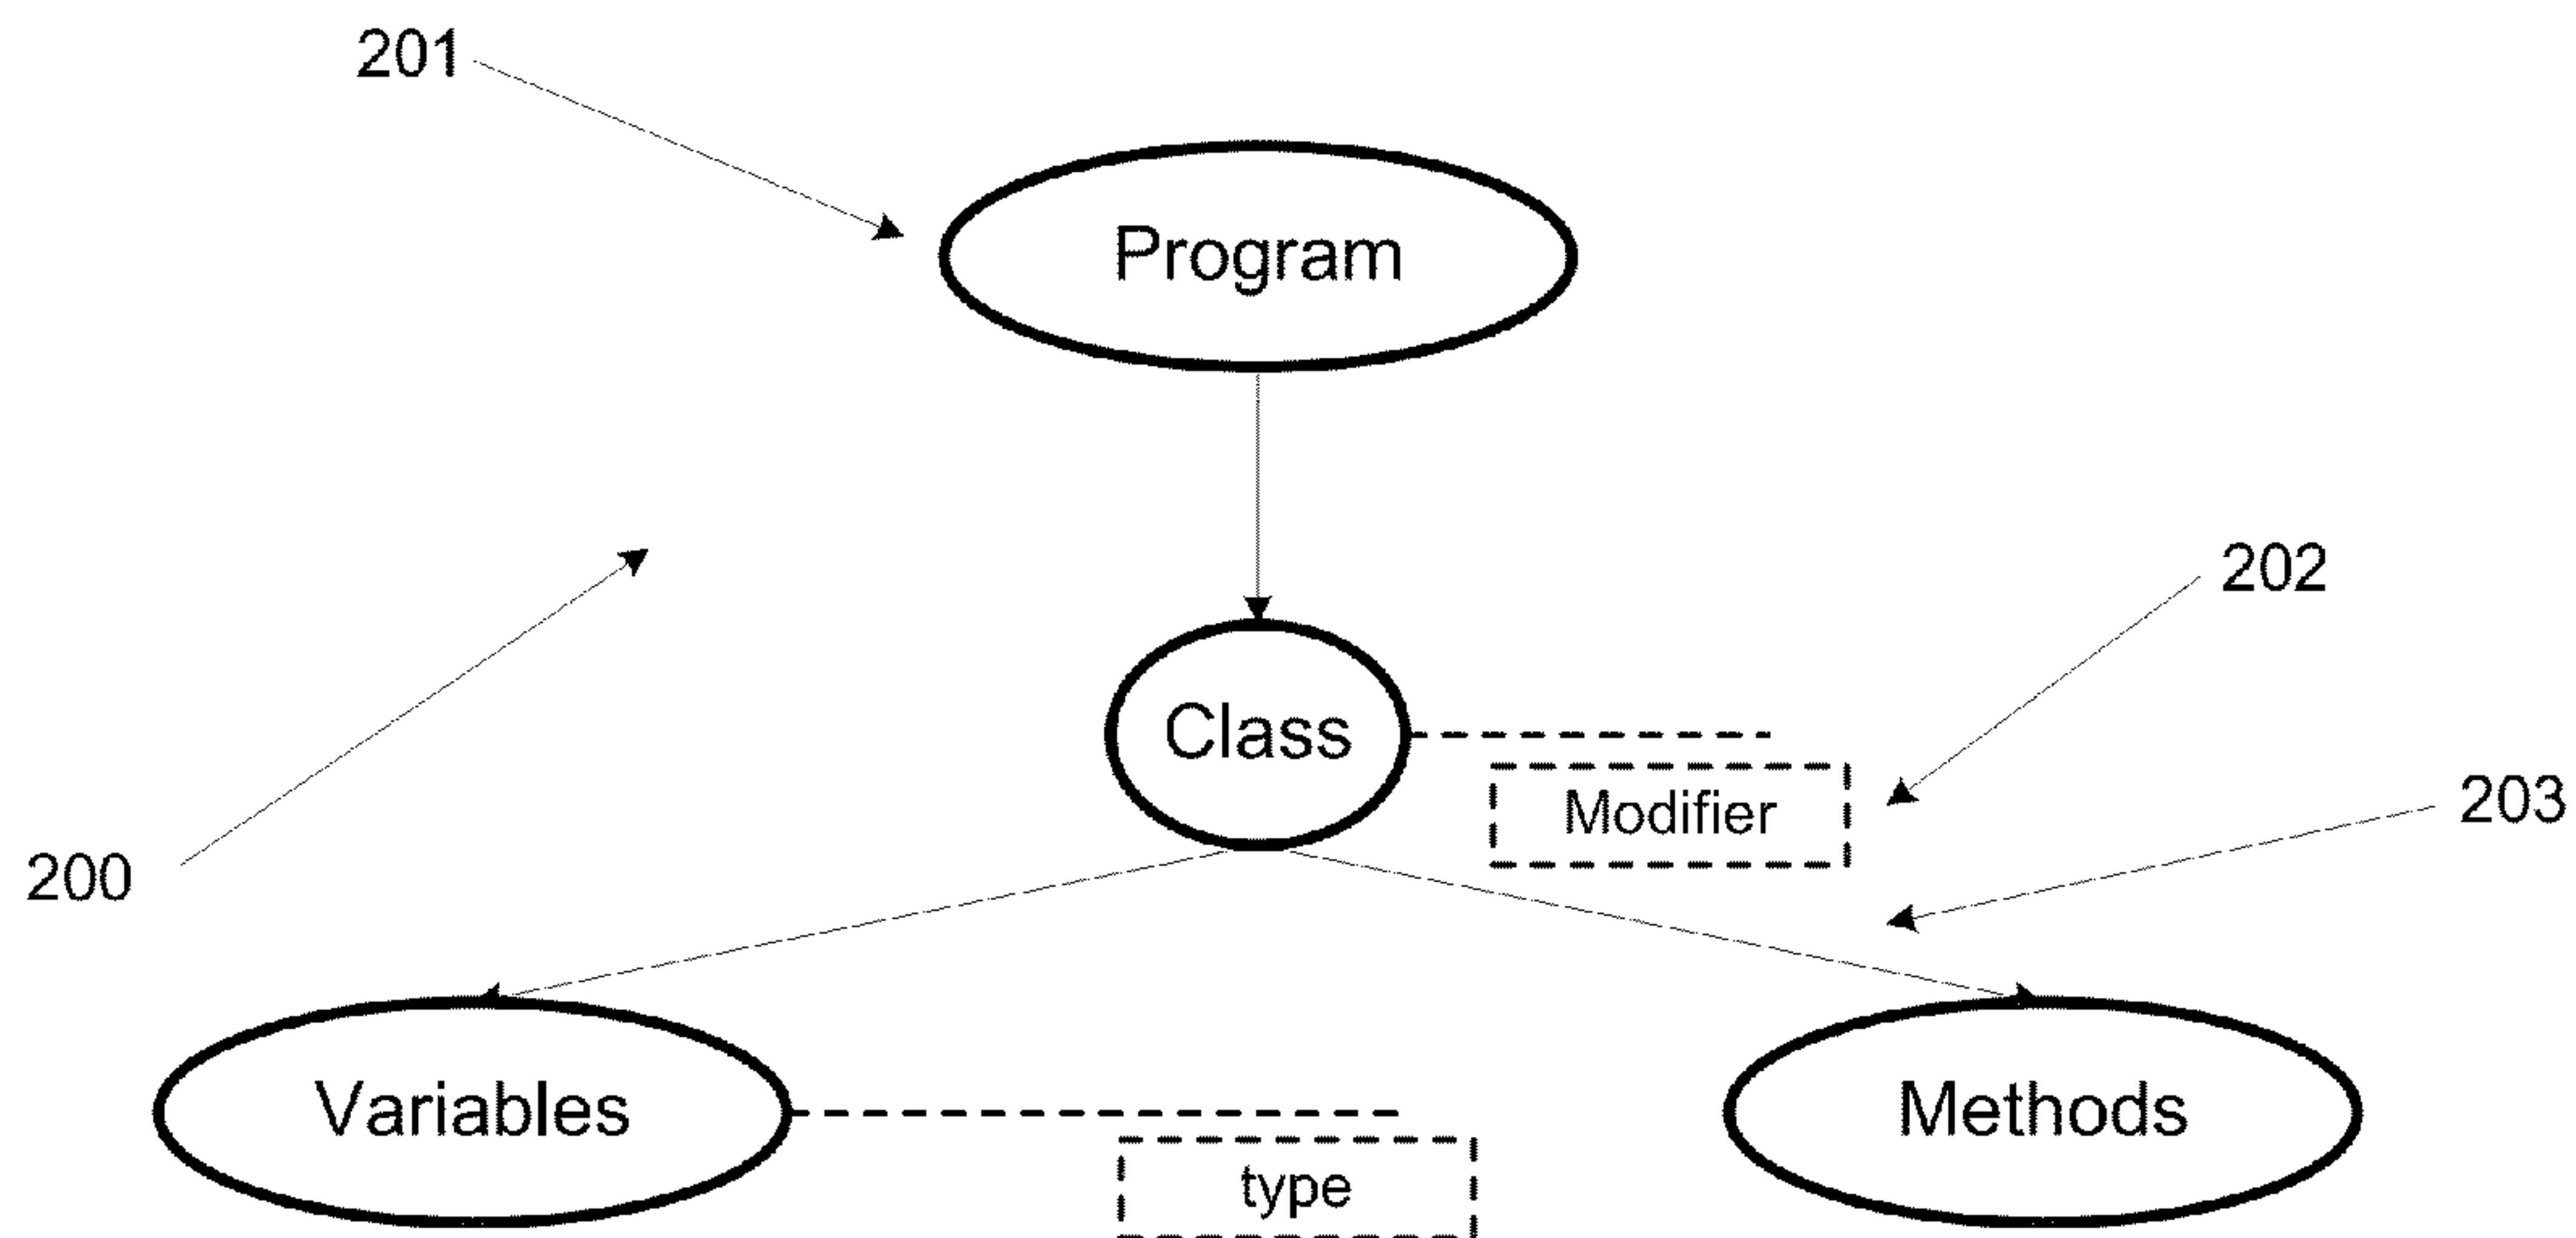 201
Program
202
Class
Modifier
203
200
Variables
Methods
type